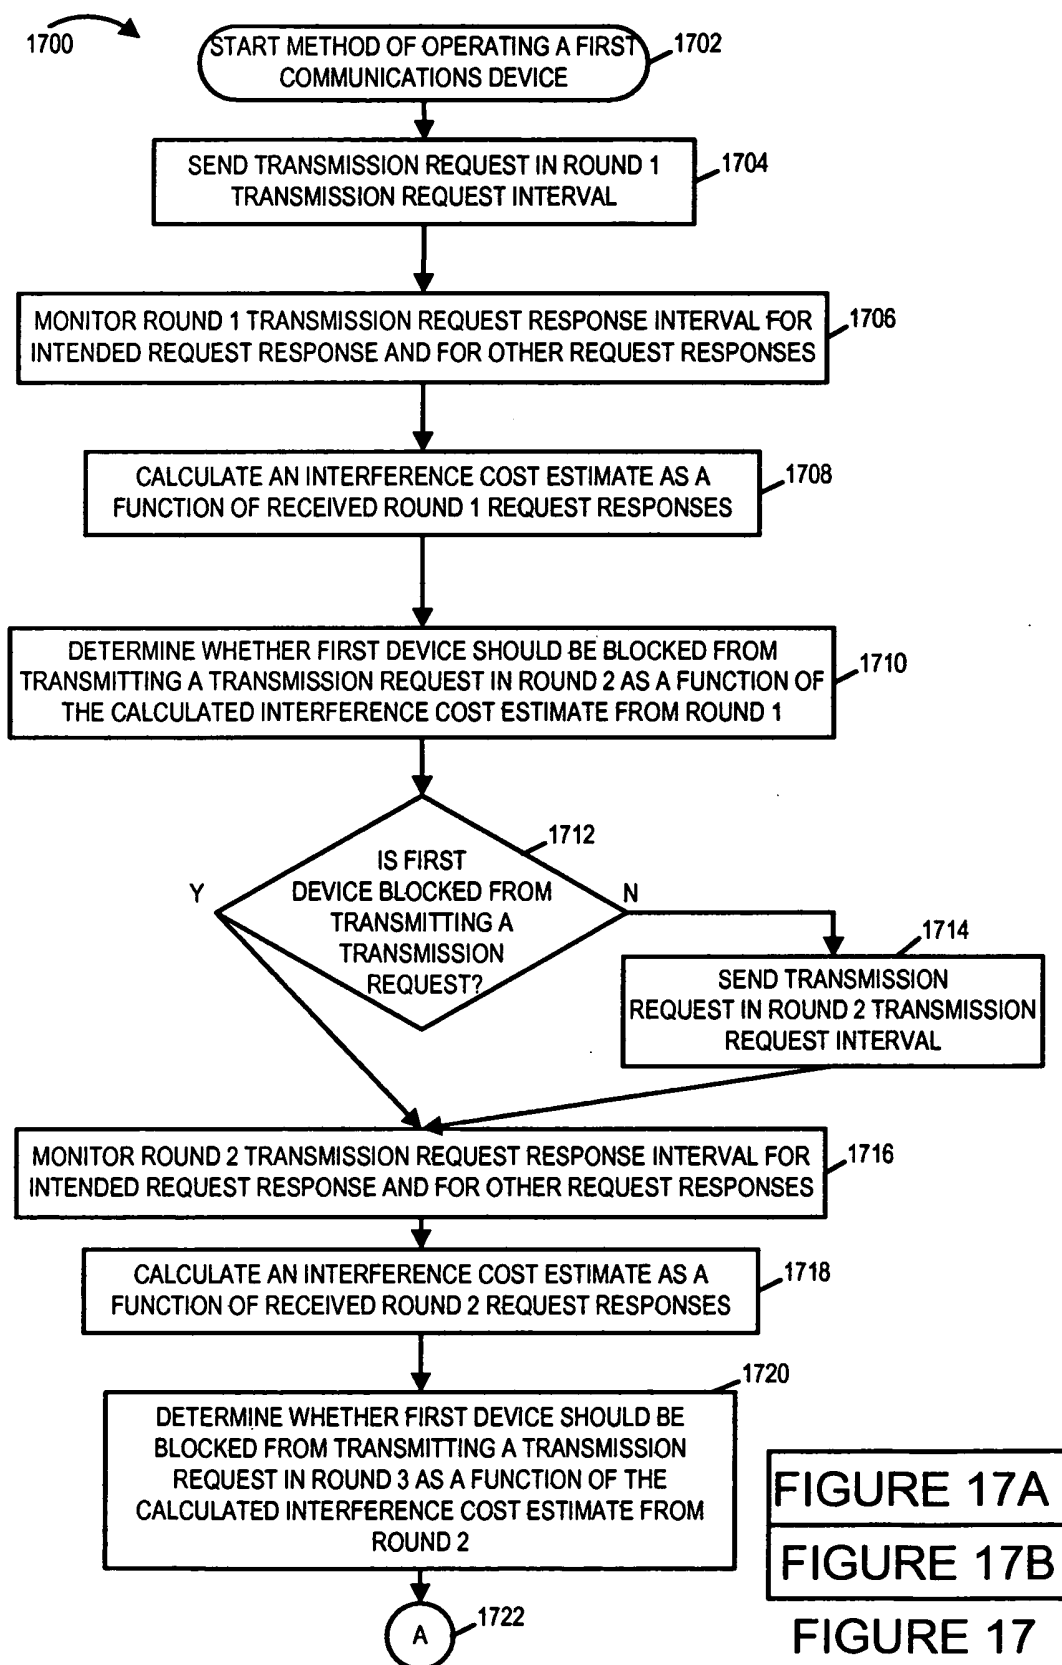 1700
START METHOD OF OPERATING A FIRST
COMMUNICATIONS DEVICE
1702
SEND TRANSMISSION REQUEST IN ROUND 1
TRANSMISSION REQUEST INTERVAL
1704
MONITOR ROUND 1 TRANSMISSION REQUEST RESPONSE INTERVAL FOR
INTENDED REQUEST RESPONSE AND FOR OTHER REQUEST RESPONSES
1706
CALCULATE AN INTERFERENCE COST ESTIMATE AS A
FUNCTION OF RECEIVED ROUND 1 REQUEST RESPONSES
1708
DETERMINE WHETHER FIRST DEVICE SHOULD BE BLOCKED FROM
TRANSMITTING A TRANSMISSION REQUEST IN ROUND 2 AS A FUNCTION OF
THE CALCULATED INTERFERENCE COST ESTIMATE FROM ROUND 1
1710
1712
IS FIRST
DEVICE BLOCKED FROM
TRANSMITTING A
TRANSMISSION
REQUEST?
Y
N
1714
SEND TRANSMISSION
REQUEST IN ROUND 2 TRANSMISSION
REQUEST INTERVAL
MONITOR ROUND 2 TRANSMISSION REQUEST RESPONSE INTERVAL FOR
INTENDED REQUEST RESPONSE AND FOR OTHER REQUEST RESPONSES
1716
CALCULATE AN INTERFERENCE COST ESTIMATE AS A
FUNCTION OF RECEIVED ROUND 2 REQUEST RESPONSES
1718
1720
DETERMINE WHETHER FIRST DEVICE SHOULD BE
BLOCKED FROM TRANSMITTING A TRANSMISSION
REQUEST IN ROUND 3 AS A FUNCTION OF THE
CALCULATED INTERFERENCE COST ESTIMATE FROM
ROUND 2
A
1722
FIGURE 17A
FIGURE 17B
FIGURE 17